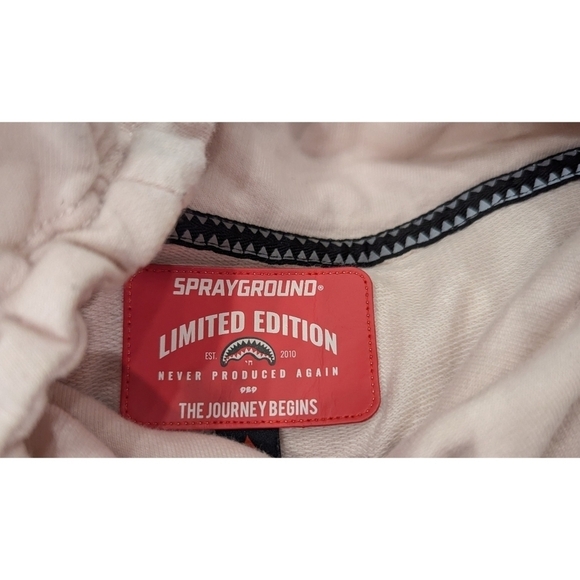 SPRAYGROUND®
LIMITED EDITION
EST. 2010
NEVER PRODUCED AGAIN
THE JOURNEY BEGINS